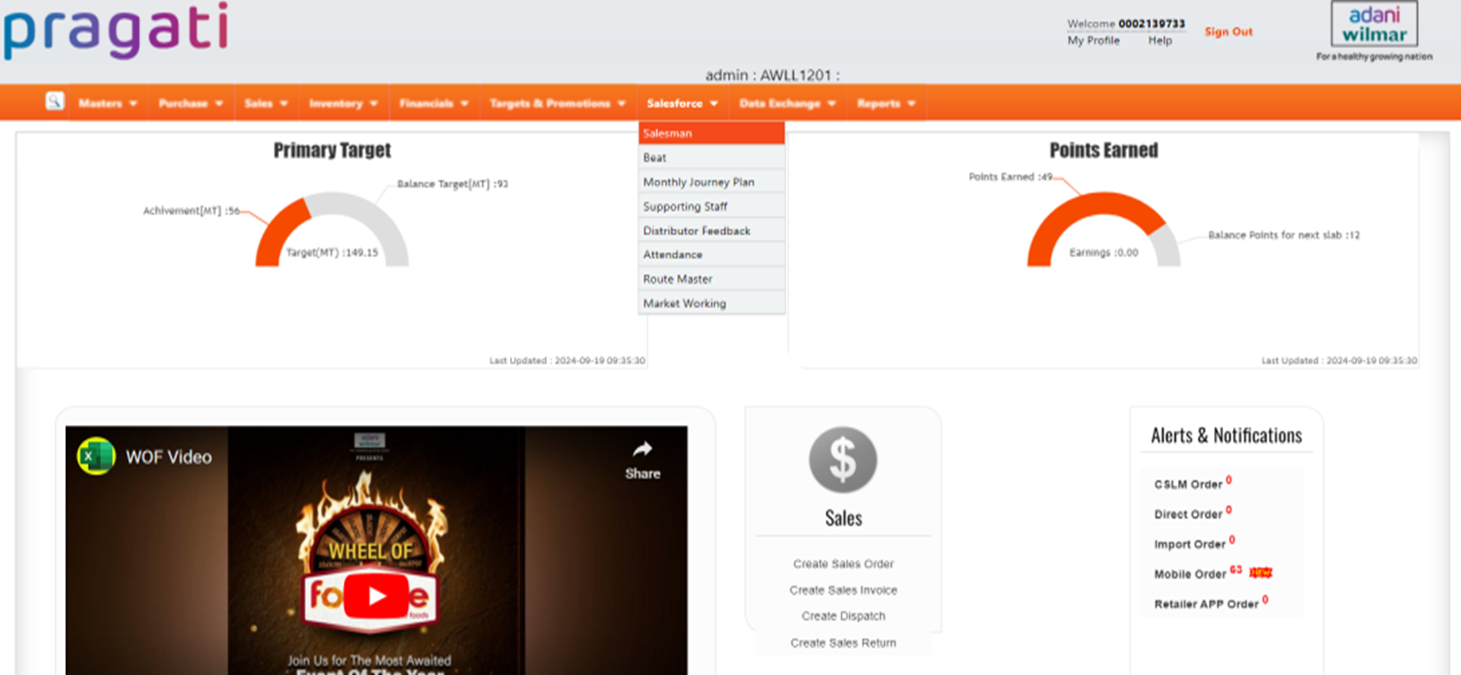 pragati
Welcome 0002139733
My Profile Help
Sign Out
adani
wilmar
For a healthy growing nation
admin : AWLL1201 :
Masters Purchase Sales Inventory Financials Targets & Promotions Salesforce Data Exchange Reports
Salesman
Beat
Monthly Journey Plan
Supporting Staff
Distributor Feedback
Attendance
Route Master
Market Working
Primary Target
Balance Target[MT] :93
Achivement[MT] :56
Target(MT) :149.15
Last Updated : 2024-09-19 09:35:30
Points Earned
Points Earned :49
Balance Points for next slab :12
Earnings :0.00
Last Updated : 2024-09-19 09:35:30
WOF Video
Share
adani
wilmar
PRESENTS
WHEEL OF
fo e
foods
Join Us for The Most Awaited
Event Of The Year
Sales
Create Sales Order
Create Sales Invoice
Create Dispatch
Create Sales Return
Alerts & Notifications
CSLM Order 0
Direct Order 0
Import Order 0
Mobile Order 63 NEW
Retailer APP Order 0